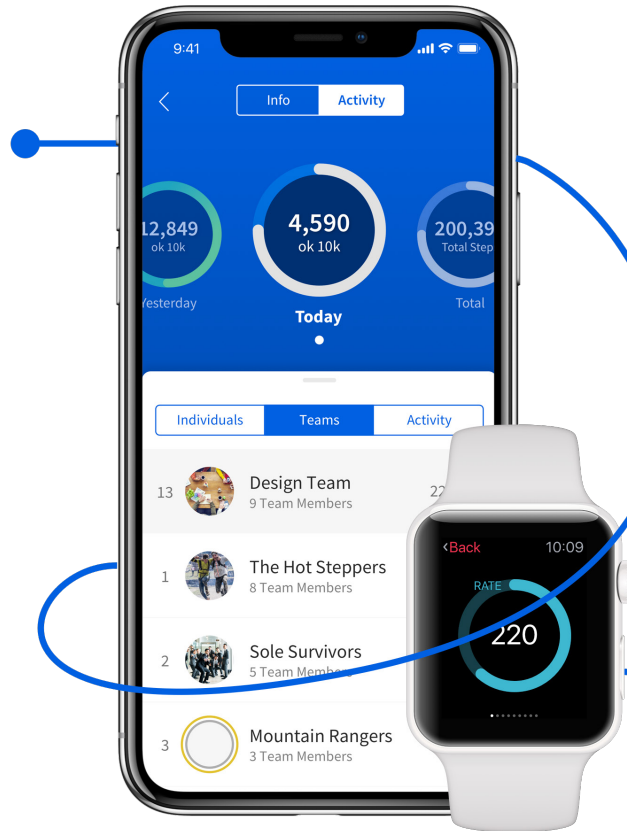 9:41
Info
Activity
12,849
ok 10k
Yesterday
4,590
ok 10k
Today
200,39
Total Step
Total
Individuals
Teams
Activity
13
Design Team
9 Team Members
22
1
The Hot Steppers
8 Team Members
2
Sole Survivors
5 Team Members
3
Mountain Rangers
3 Team Members
<Back
10:09
RATE
220